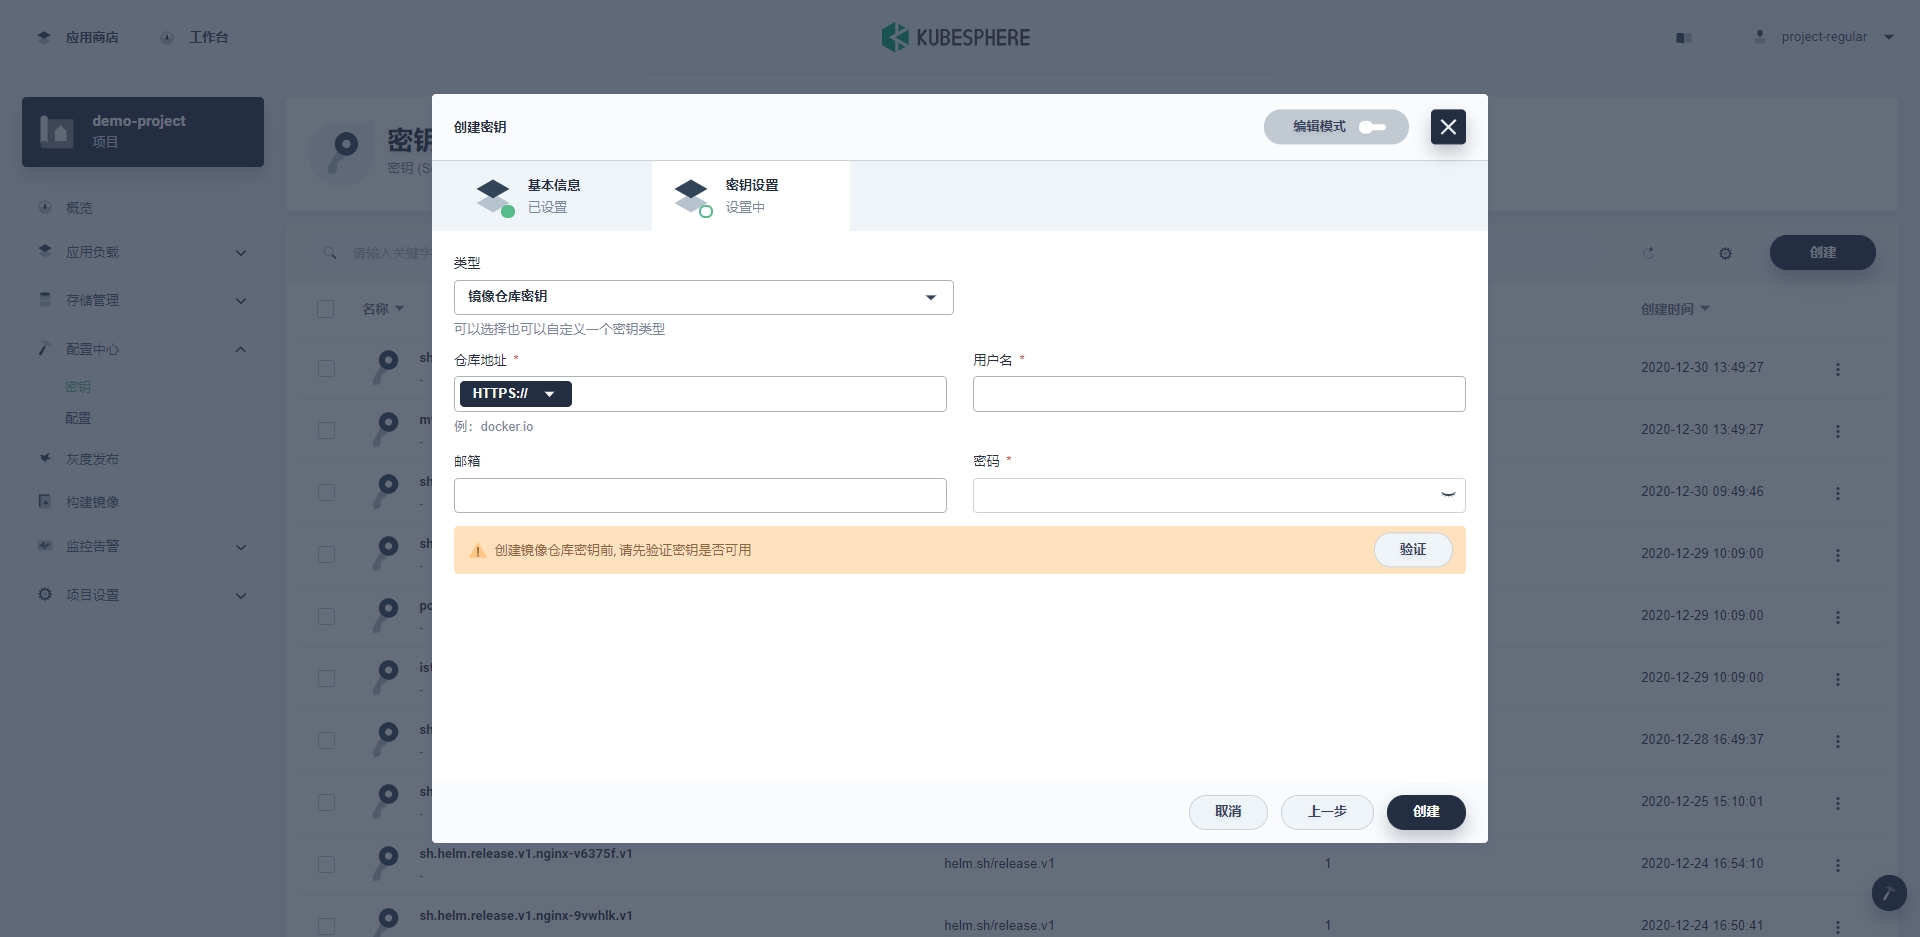 应用商店
工作台
KUBESPHERE
project-regular
demo-project
项目
概览
应用负载
存储管理
配置中心
密钥
配置
灰度发布
构建镜像
监控告警
项目设置
密钥
密钥 (S
请输入关键字
创建
名称
创建时间
sh
-
2020-12-30 13:49:27
m
-
2020-12-30 13:49:27
sh
-
2020-12-30 09:49:46
sh
-
2020-12-29 10:09:00
po
-
2020-12-29 10:09:00
ist
-
2020-12-29 10:09:00
sh
-
2020-12-28 16:49:37
sh
-
2020-12-25 15:10:01
sh.helm.release.v1.nginx-v6375f.v1
-
helm.sh/release.v1
1
2020-12-24 16:54:10
sh.helm.release.v1.nginx-9vwhlk.v1
helm.sh/release.v1
1
2020-12-24 16:50:41
创建密钥
编辑模式
基本信息
已设置
密钥设置
设置中
类型
镜像仓库密钥
可以选择也可以自定义一个密钥类型
仓库地址 *
用户名 *
HTTPS://
例：docker.io
邮箱
密码 *
创建镜像仓库密钥前, 请先验证密钥是否可用
验证
取消
上一步
创建